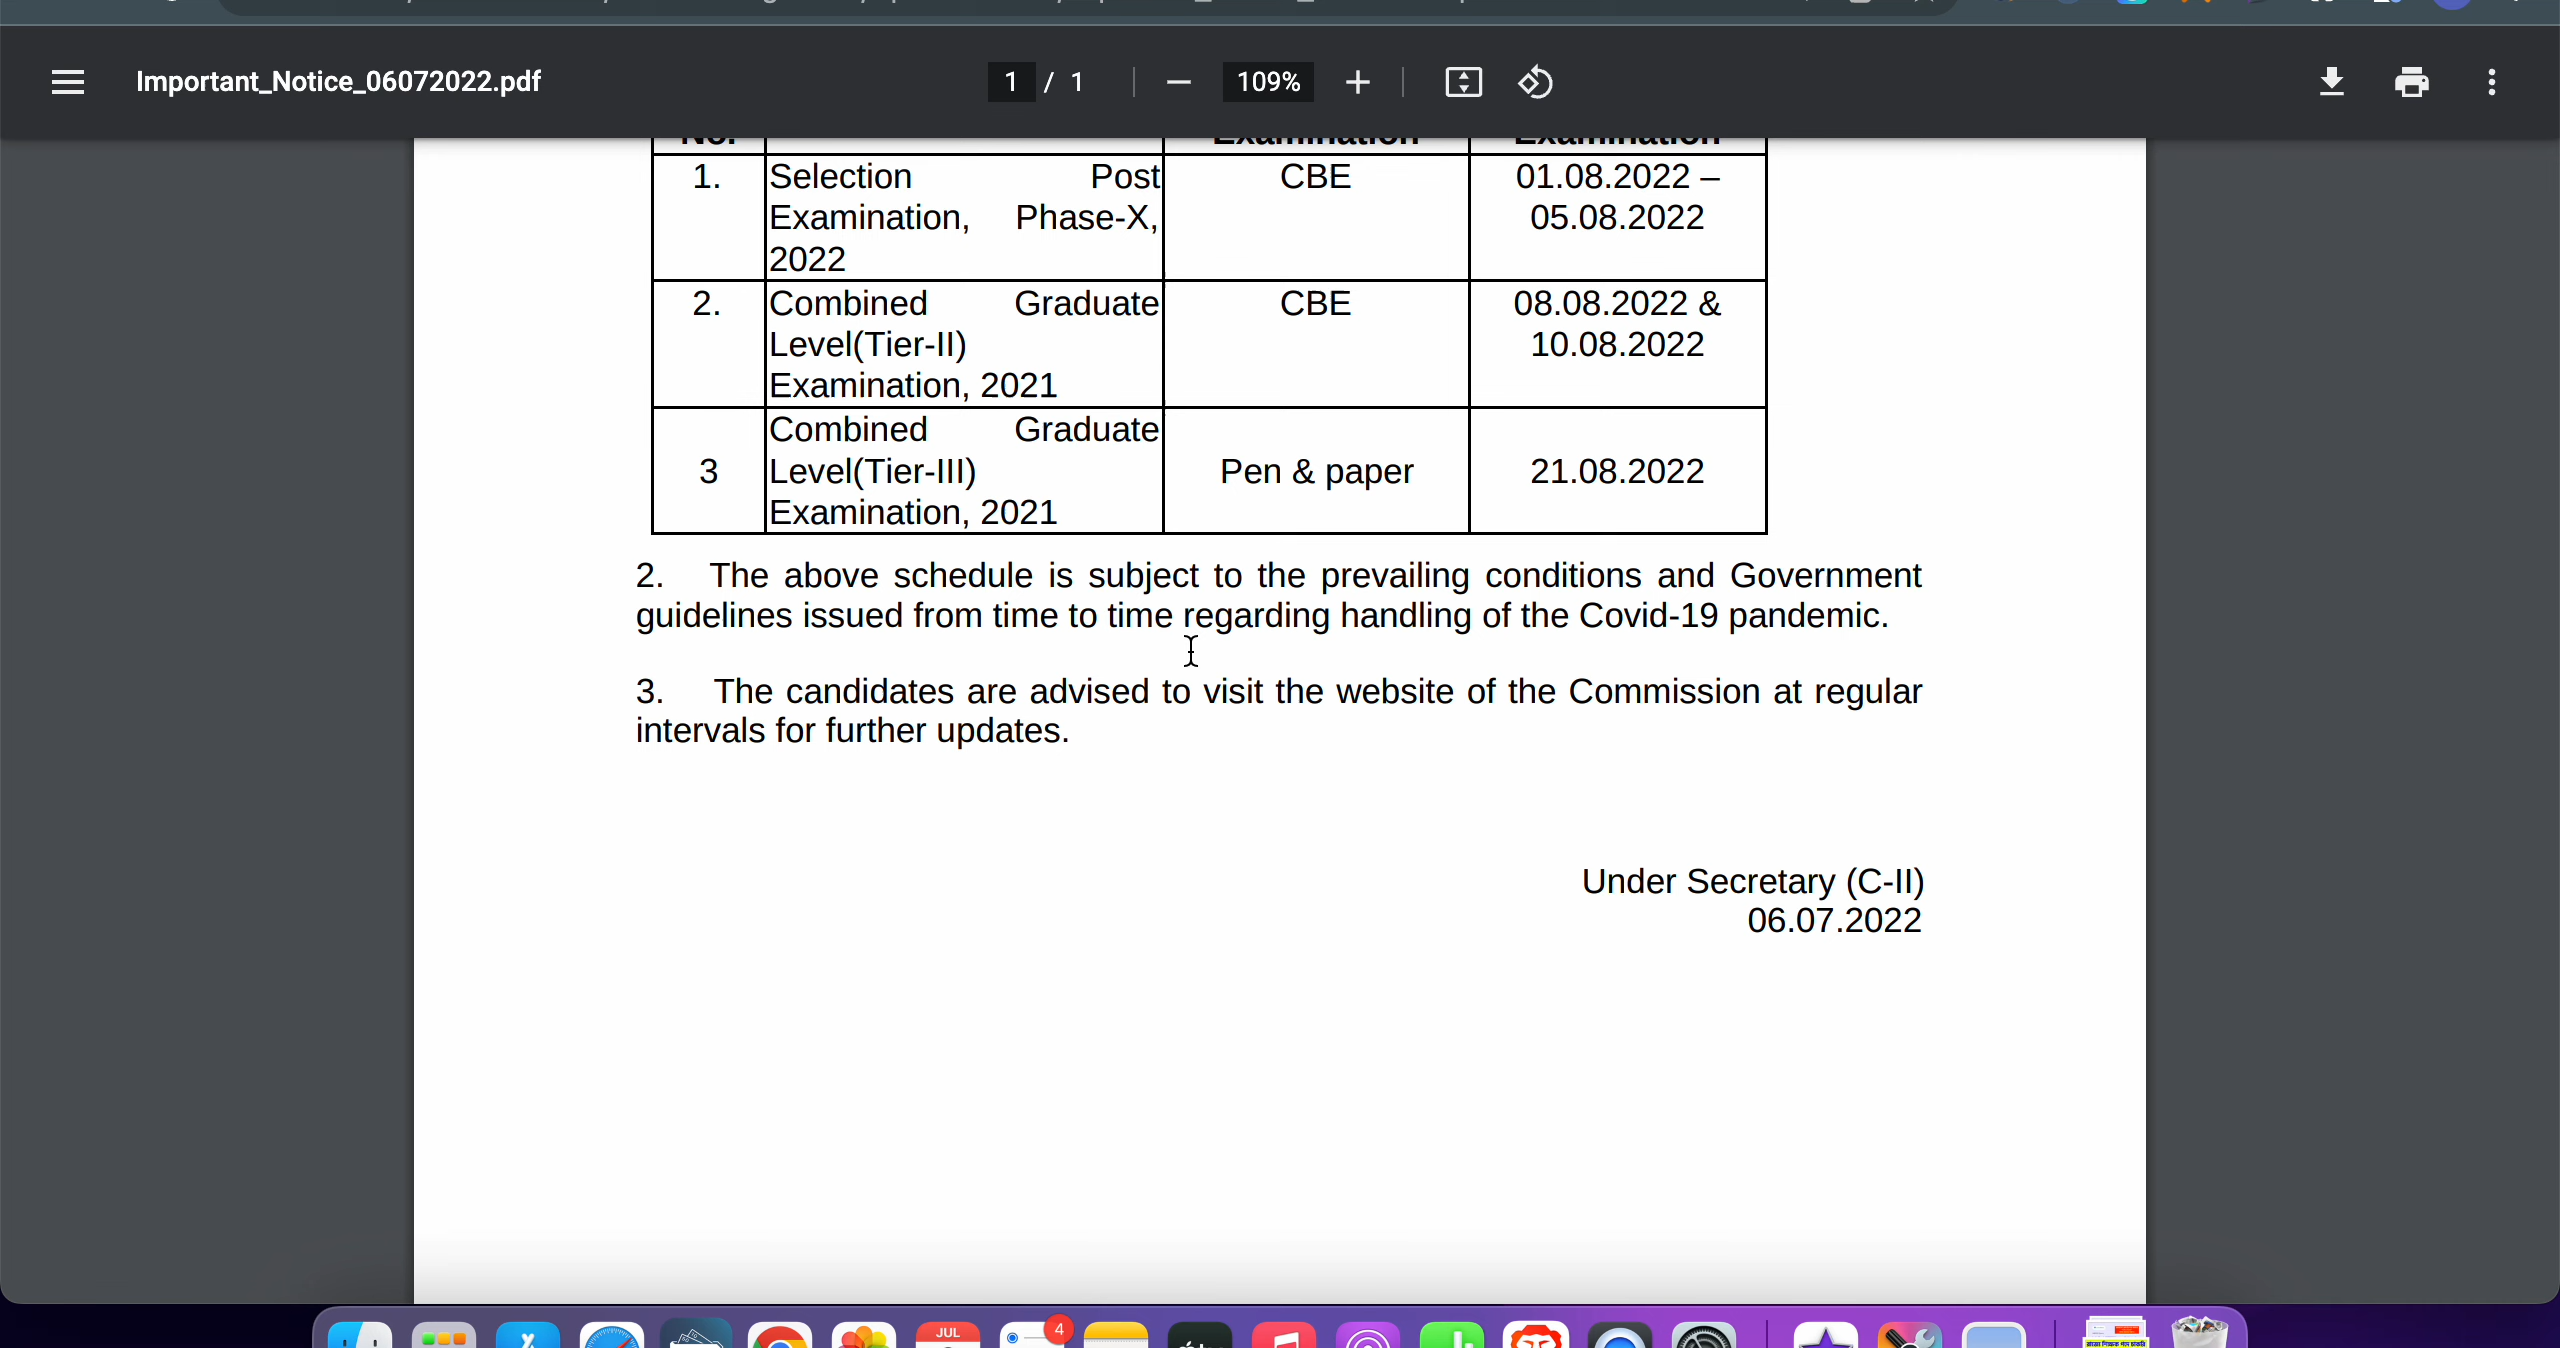 Important_Notice_06072022.pdf
1 / 1
109%
No. Examination Examination
1. Selection Post CBE 01.08.2022 –
Examination, Phase-X, 05.08.2022
2022
2. Combined Graduate CBE 08.08.2022 &
Level(Tier-II) 10.08.2022
Examination, 2021
Combined Graduate
3 Level(Tier-III) Pen & paper 21.08.2022
Examination, 2021
2. The above schedule is subject to the prevailing conditions and Government
guidelines issued from time to time regarding handling of the Covid-19 pandemic.
3. The candidates are advised to visit the website of the Commission at regular
intervals for further updates.
Under Secretary (C-II)
06.07.2022
JUL
4